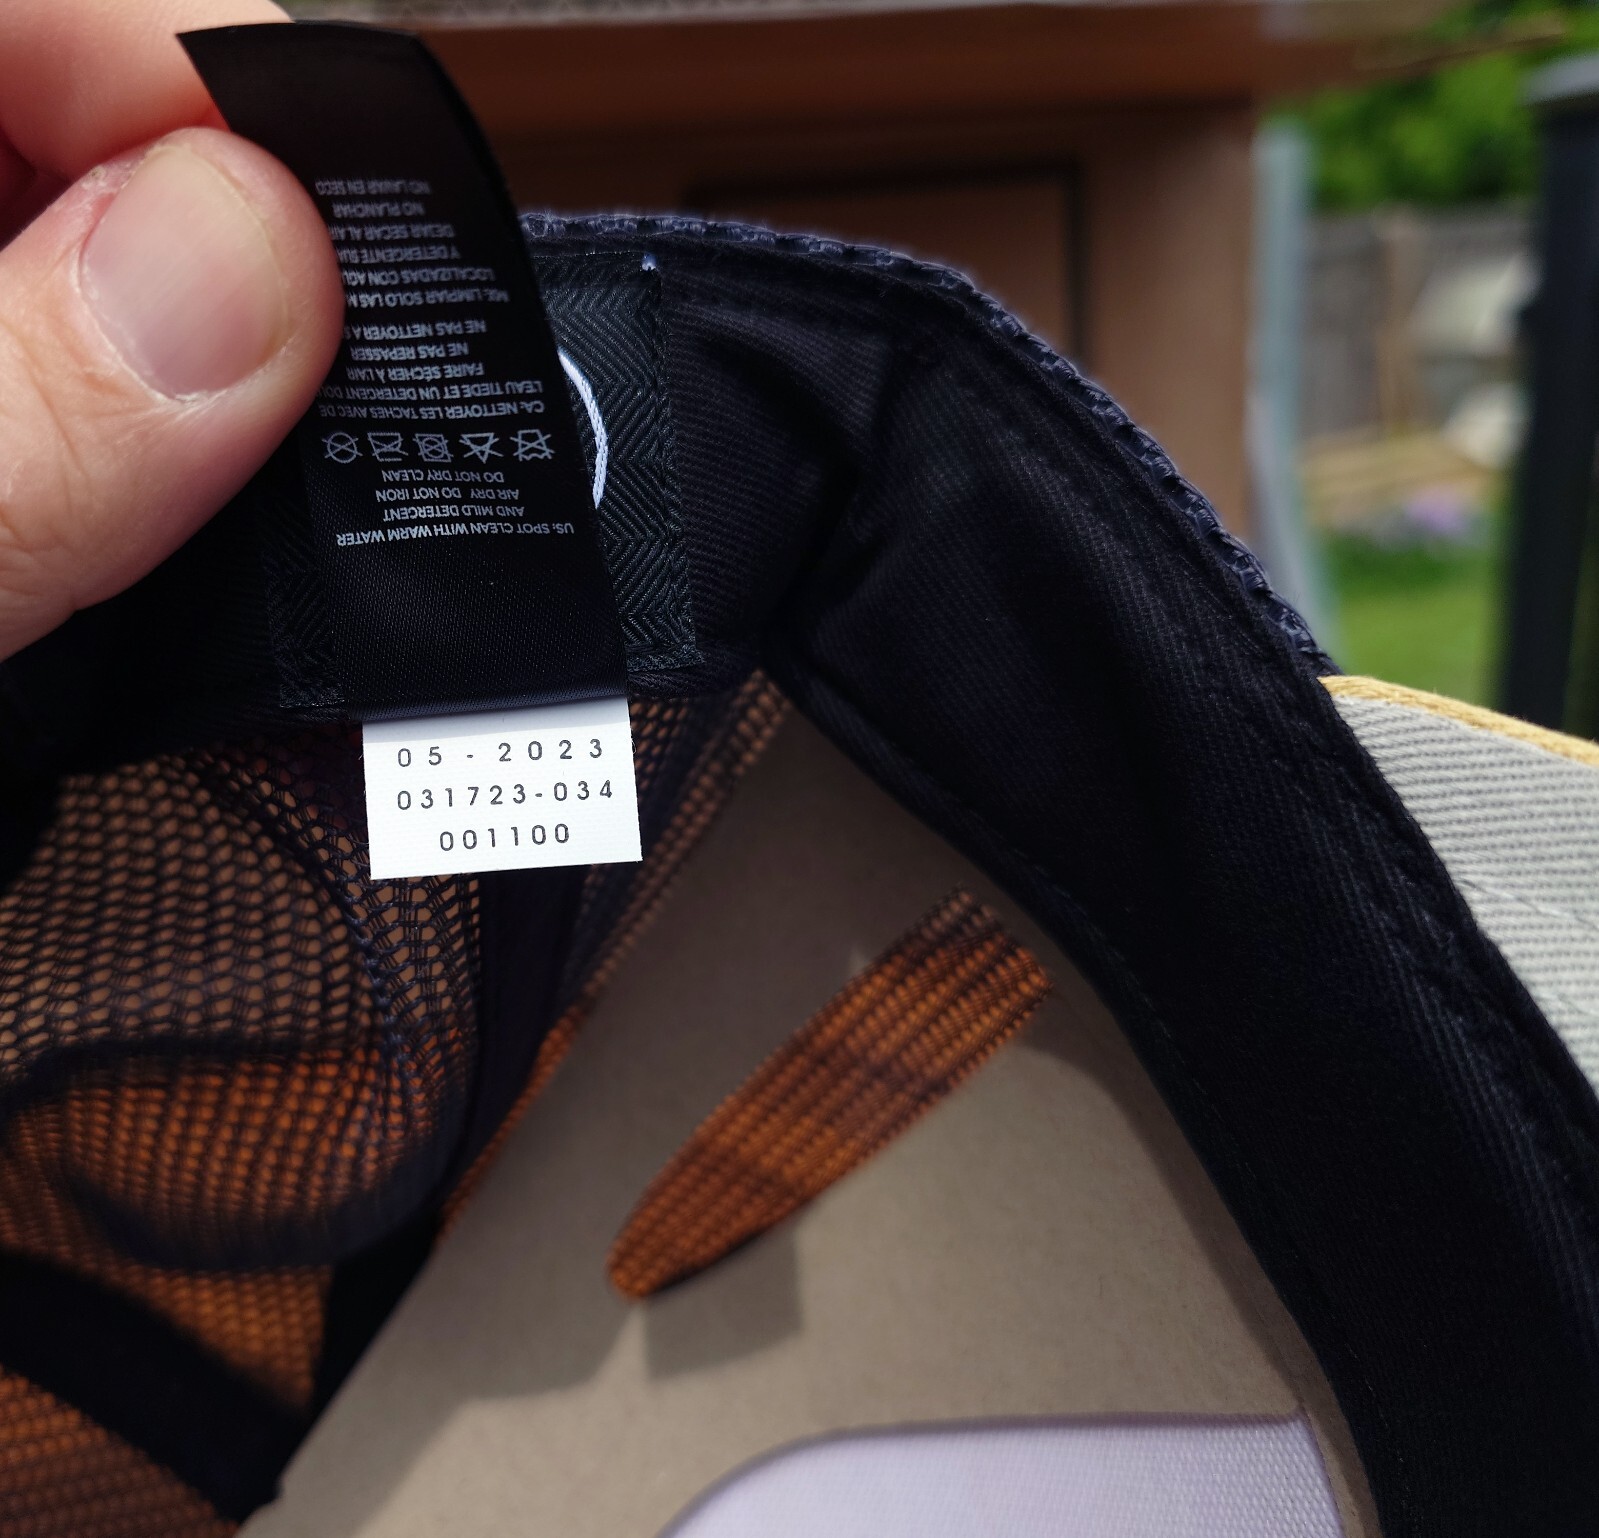 05 - 2023
031723-034
001100
US: SPOT CLEAN WITH WARM WATER
AND MILD DETERGENT
AIR DRY DO NOT IRON
DO NOT DRY CLEAN
CA: NETTOYER LES TACHES AVEC DE
L'EAU TIEDE ET UN DETERGENT
FAIRE SÉCHER À L'AIR
NE PAS REPASSER
NE PAS NETTOYER A
MX: LIMPIAR SOLO LAS
LOCALIZADAS CON
Y DETERGENTE
DEJAR SECAR AL
NO PLANCHAR
NO LAVAR EN SECO